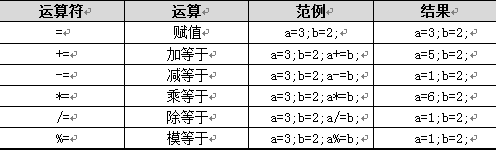 运算符 运算 范例 结果
= 赋值 a=3;b=2; a=3;b=2;
+= 加等于 a=3;b=2;a+=b; a=5;b=2;
-= 减等于 a=3;b=2;a-=b; a=1;b=2;
*= 乘等于 a=3;b=2;a*=b; a=6;b=2;
/= 除等于 a=3;b=2;a/=b; a=1;b=2;
%= 模等于 a=3;b=2;a%=b; a=1;b=2;